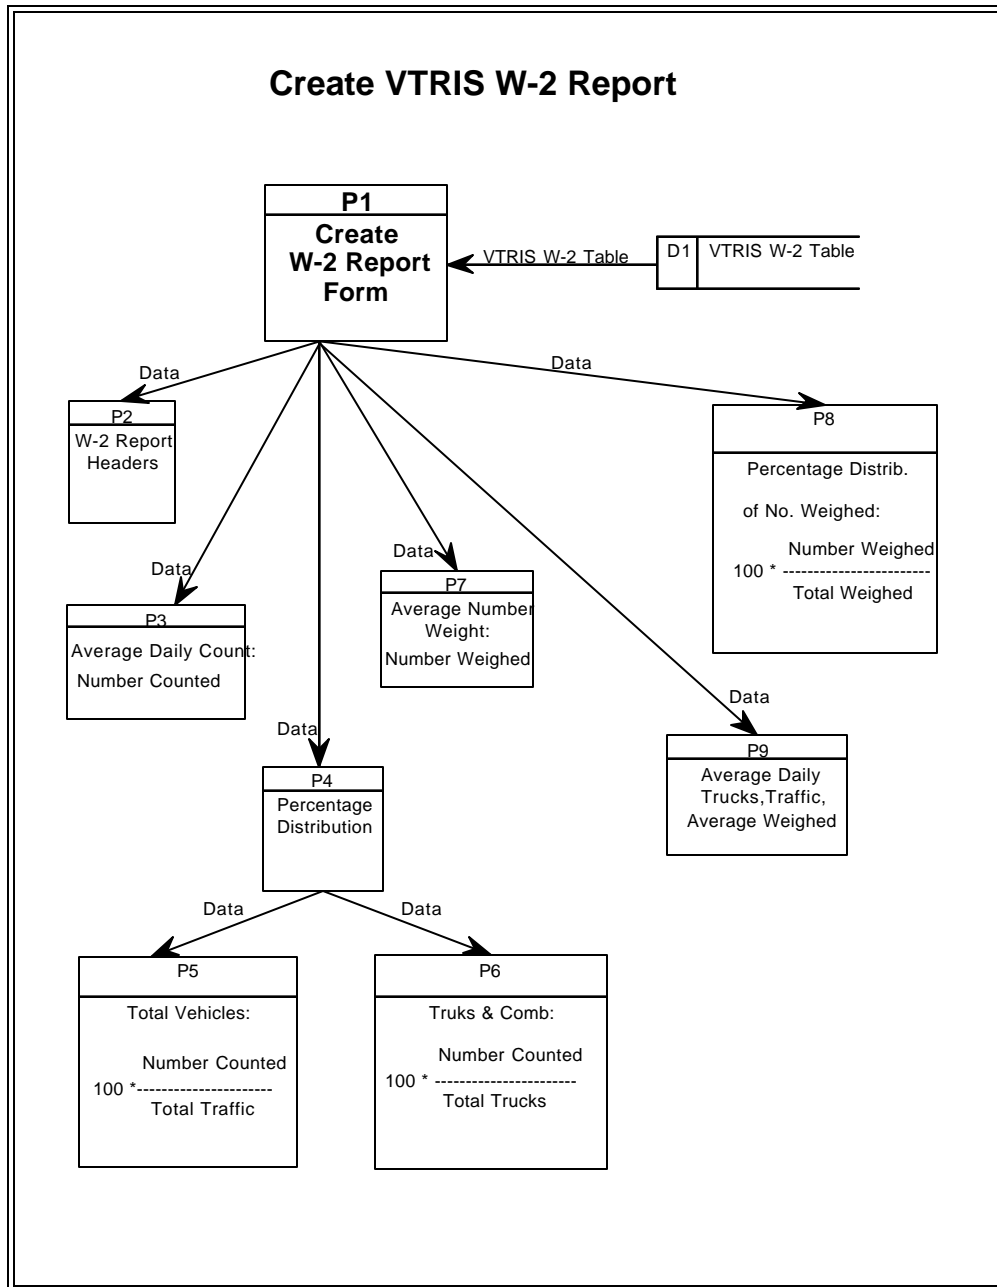 Create VTRIS W-2 Report
P1
Create
W-2 Report
Form
VTRIS W-2 Table
D1
VTRIS W-2 Table
Data
Data
P2
W-2 Report
Headers
P8
Percentage Distrib.
of No. Weighed:
Number Weighed
100 * ------------------------
Total Weighed
Data
P3
Average Daily Count:
Number Counted
Data
P7
Average Number
Weight:
Number Weighed
Data
P9
Average Daily
Trucks,Traffic,
Average Weighed
Data
P4
Percentage
Distribution
Data
Data
P5
Total Vehicles:
Number Counted
100 *----------------------
Total Traffic
P6
Truks & Comb:
Number Counted
100 * -----------------------
Total Trucks